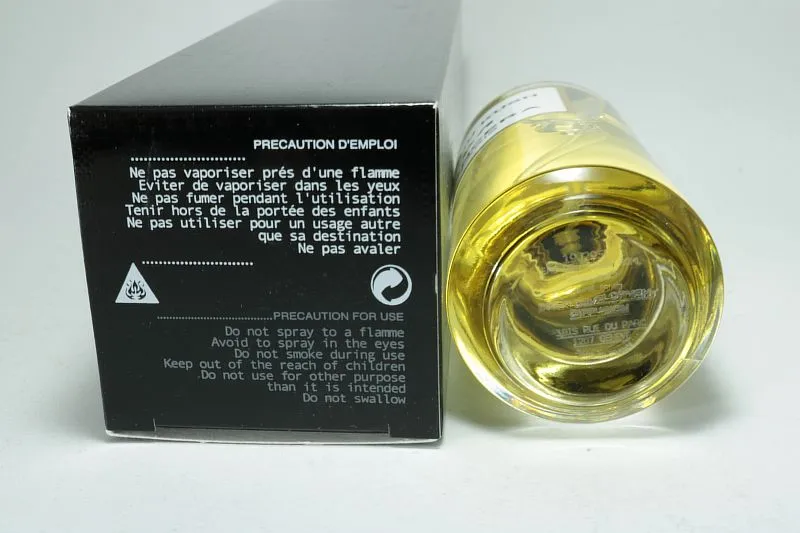 PRECAUTION D'EMPLOI
Ne pas vaporiser prés d'une flamme
Eviter de vaporiser dans les yeux
Ne pas fumer pendant l'utilisation
Tenir hors de la portée des enfants
Ne pas utiliser pour un usage autre
que sa destination
Ne pas avaler
PRECAUTION FOR USE
Do not spray to a flamme
Avoid to spray in the eyes
Do not smoke during use
Keep out of the reach of children
Do not use for other purpose
than it is intended
Do not swallow
RUE DU